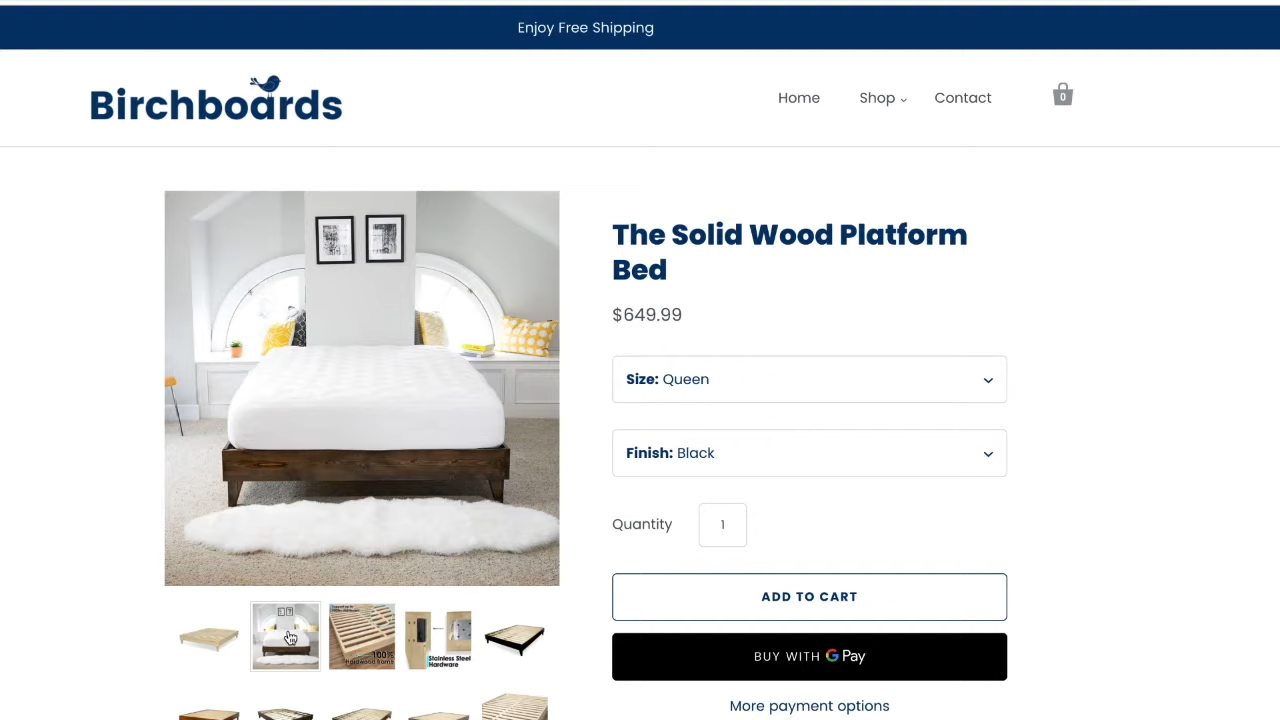 Enjoy Free Shipping
Birchboards
Home
Shop
Contact
0
The Solid Wood Platform
Bed
$649.99
Size: Queen
Finish: Black
Quantity
1
ADD TO CART
BUY WITH G Pay
More payment options
100%
Stainless Steel
Hardware